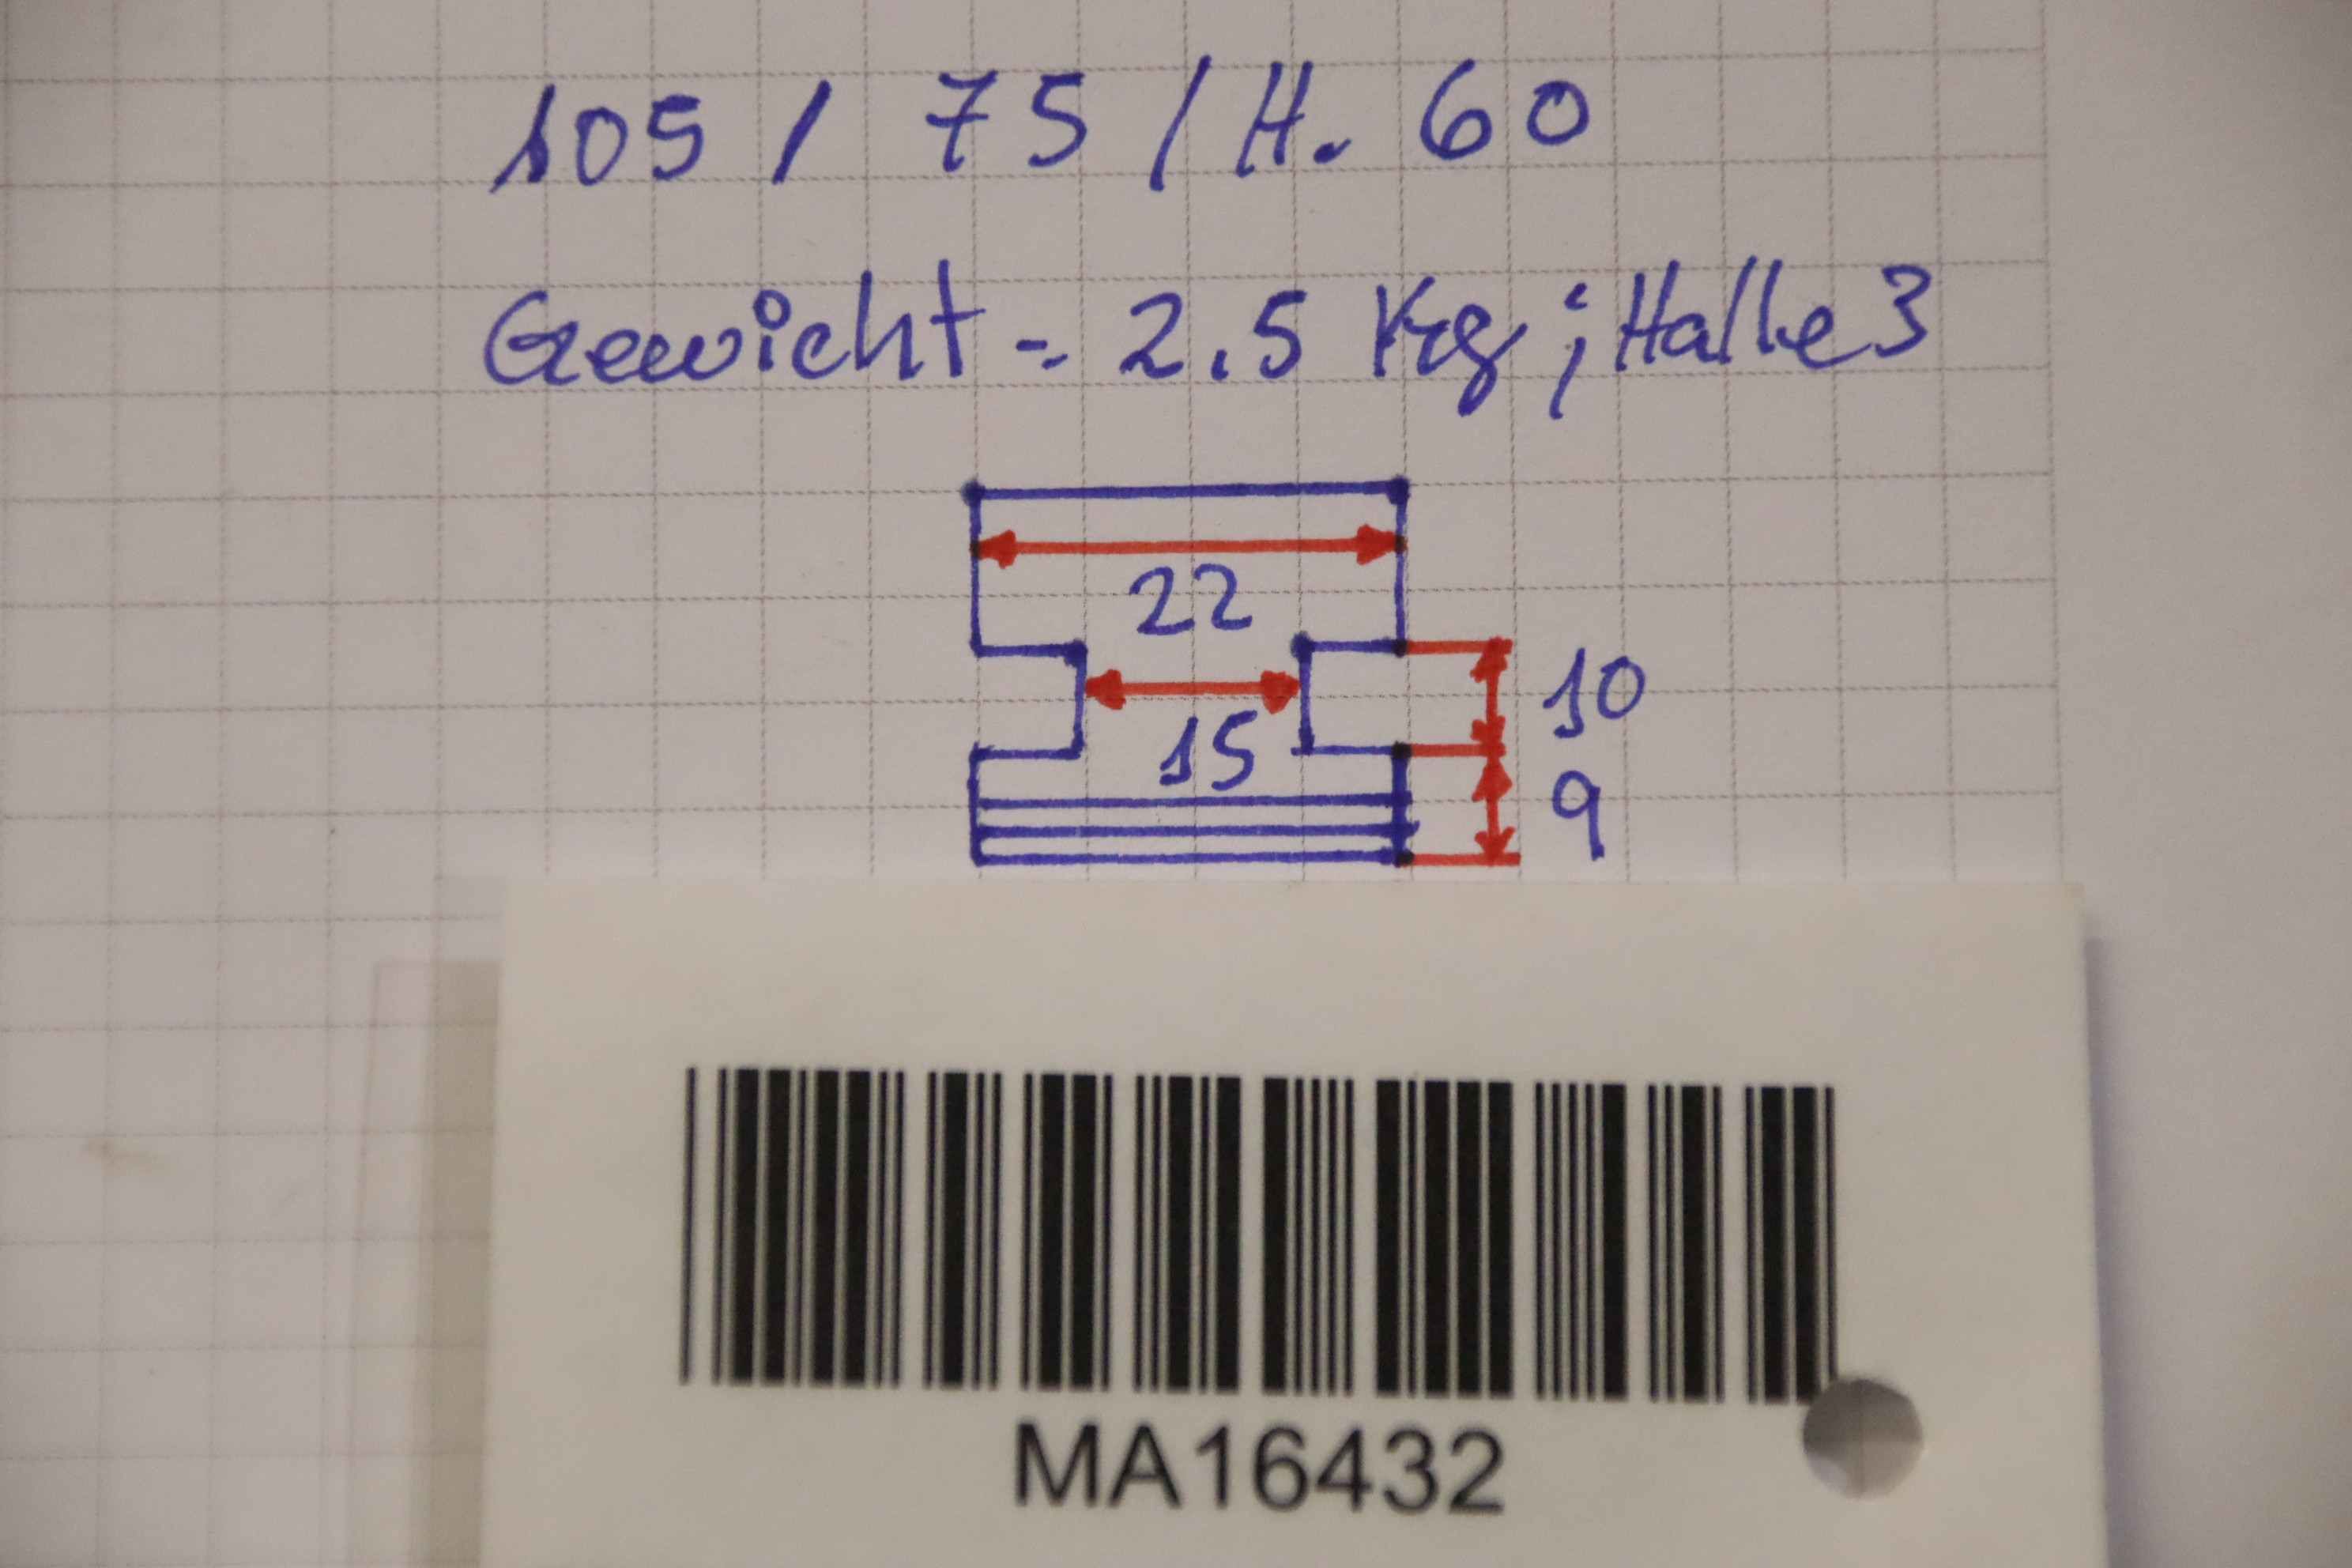 105 / 75 / H. 60
Gewicht - 2.5 Kg ; Halle 3
22
10
15
9
MA16432